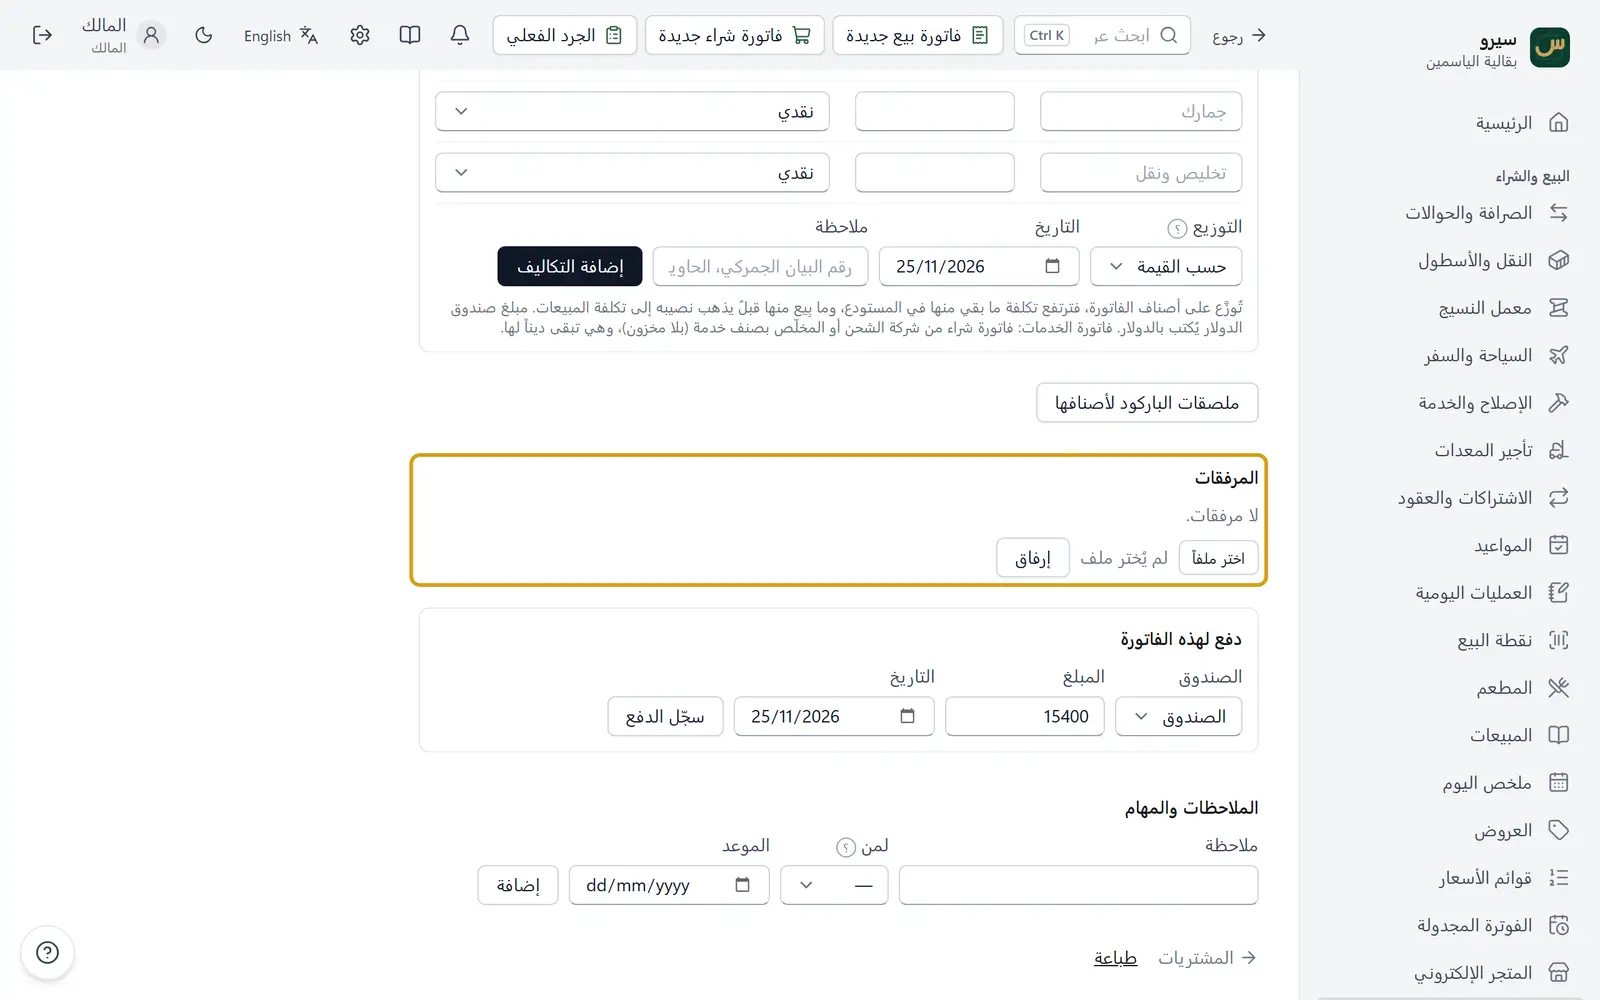 سيرو
بقالية الياسمين
رجوع
ابحث عر
Ctrl K
فاتورة بيع جديدة
فاتورة شراء جديدة
الجرد الفعلي
English
المالك
المالك
الرئيسية
البيع والشراء
الصرافة والحوالات
النقل والأسطول
معمل النسيج
السياحة والسفر
الإصلاح والخدمة
تأجير المعدات
الاشتراكات والعقود
المواعيد
العمليات اليومية
نقطة البيع
المطعم
المبيعات
ملخص اليوم
العروض
قوائم الأسعار
الفوترة المجدولة
المتجر الإلكتروني
جمارك
نقدي
تخليص ونقل
نقدي
التوزيع ؟
التاريخ
ملاحظة
حسب القيمة
25/11/2026
رقم البيان الجمركي، الحاويـ
إضافة التكاليف
تُوزَّع على أصناف الفاتورة، فترتفع تكلفة ما بقي منها في المستودع، وما بِيع منها قبلُ يذهب نصيبه إلى تكلفة المبيعات. مبلغ صندوق
الدولار يُكتب بالدولار. فاتورة الخدمات: فاتورة شراء من شركة الشحن أو المخلّص بصنف خدمة (بلا مخزون)، وهي تبقى ديناً لها.
ملصقات الباركود لأصنافها
المرفقات
لا مرفقات.
اختر ملفاً
لم يُختر ملف
إرفاق
دفع لهذه الفاتورة
الصندوق
المبلغ
التاريخ
الصندوق
15400
25/11/2026
سجّل الدفع
الملاحظات والمهام
ملاحظة
لمن ؟
الموعد
—
dd/mm/yyyy
إضافة
المشتريات
طباعة